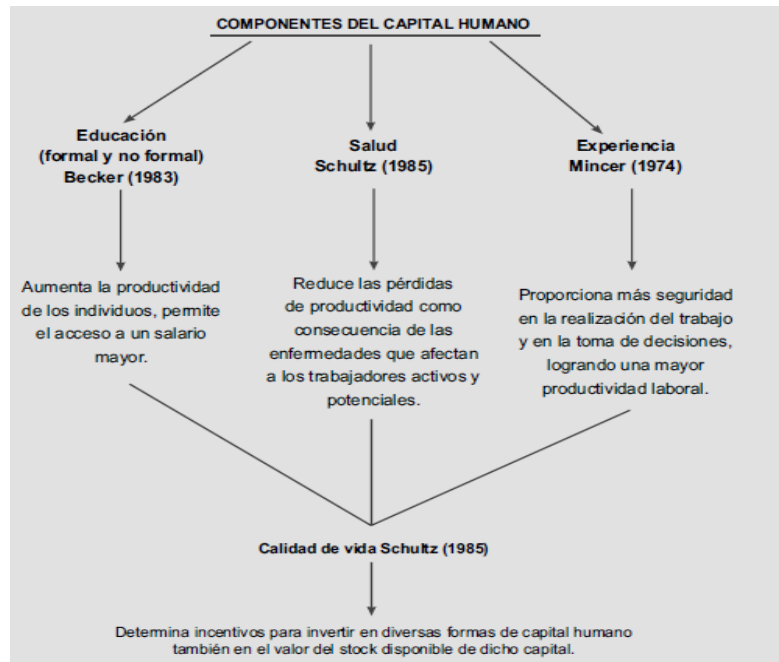 COMPONENTES DEL CAPITAL HUMANO
Educación
(formal y no formal)
Becker (1983)
Salud
Schultz (1985)
Experiencia
Mincer (1974)
Aumenta la productividad
de los individuos, permite
el acceso a un salario
mayor.
Reduce las pérdidas
de productividad como
consecuencia de las
enfermedades que afectan
a los trabajadores activos y
potenciales.
Proporciona más seguridad
en la realización del trabajo
y en la toma de decisiones,
logrando una mayor
productividad laboral.
Calidad de vida Schultz (1985)
Determina incentivos para invertir en diversas formas de capital humano
también en el valor del stock disponible de dicho capital.